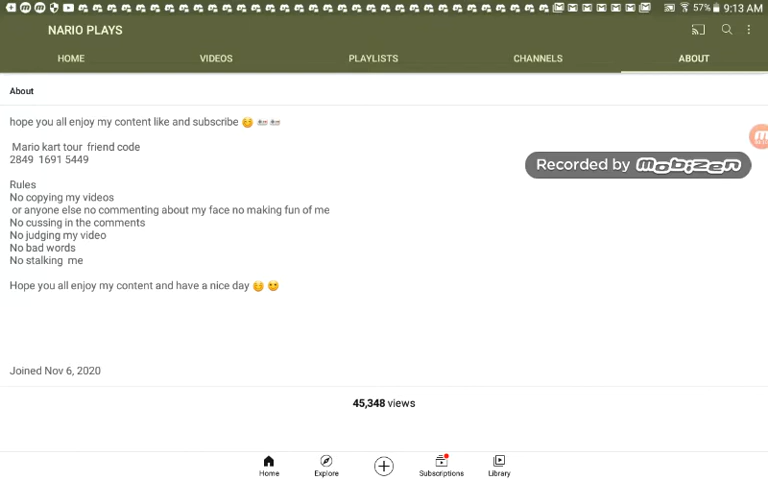 57% 9:13 AM
NARIO PLAYS
HOME VIDEOS PLAYLISTS CHANNELS ABOUT
About
hope you all enjoy my content like and subscribe
Mario kart tour friend code
2849 1691 5449
Recorded by mobizen
Rules
No copying my videos
or anyone else no commenting about my face no making fun of me
No cussing in the comments
No judging my video
No bad words
No stalking me
Hope you all enjoy my content and have a nice day
Joined Nov 6, 2020
45,348 views
Home Explore Subscriptions Library